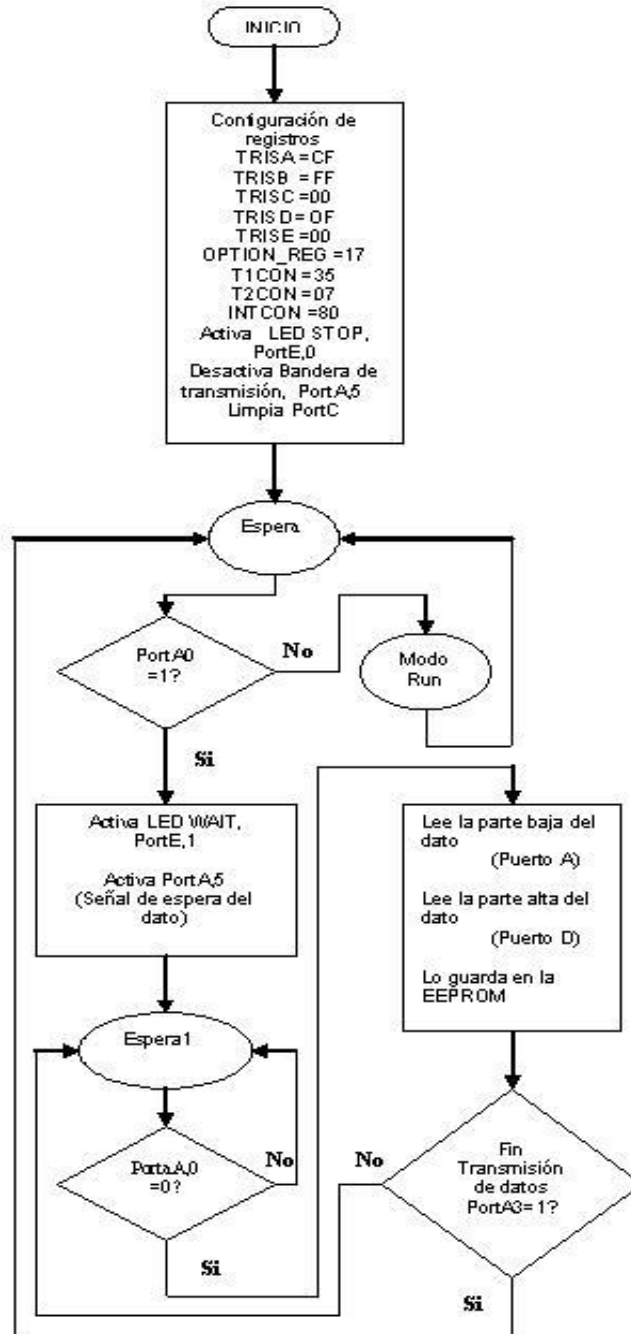 INICIO
Configuración de
registros
TRISA =CF
TRISB =FF
TRISC =00
TRISD= 0F
TRISE =00
OPTION_REG =17
T1CON =35
T2CON =07
INTCON =80
Activa LED STOP,
PortE,0
Desactiva Bandera de
transmisión, PortA,5
Limpia PortC
Espera
PortA0
=1?
No
Modo
Run
Si
Activa LED WAIT,
PortE,1
Activa PortA,5
(Señal de espera del
dato)
Lee la parte baja del
dato
(Puerto A)
Lee la parte alta del
dato
(Puerto D)
Lo guarda en la
EEPROM
Espera1
PortaA,0
=0?
No
Si
Fin
Transmisión
de datos
PortA3= 1?
No
Si